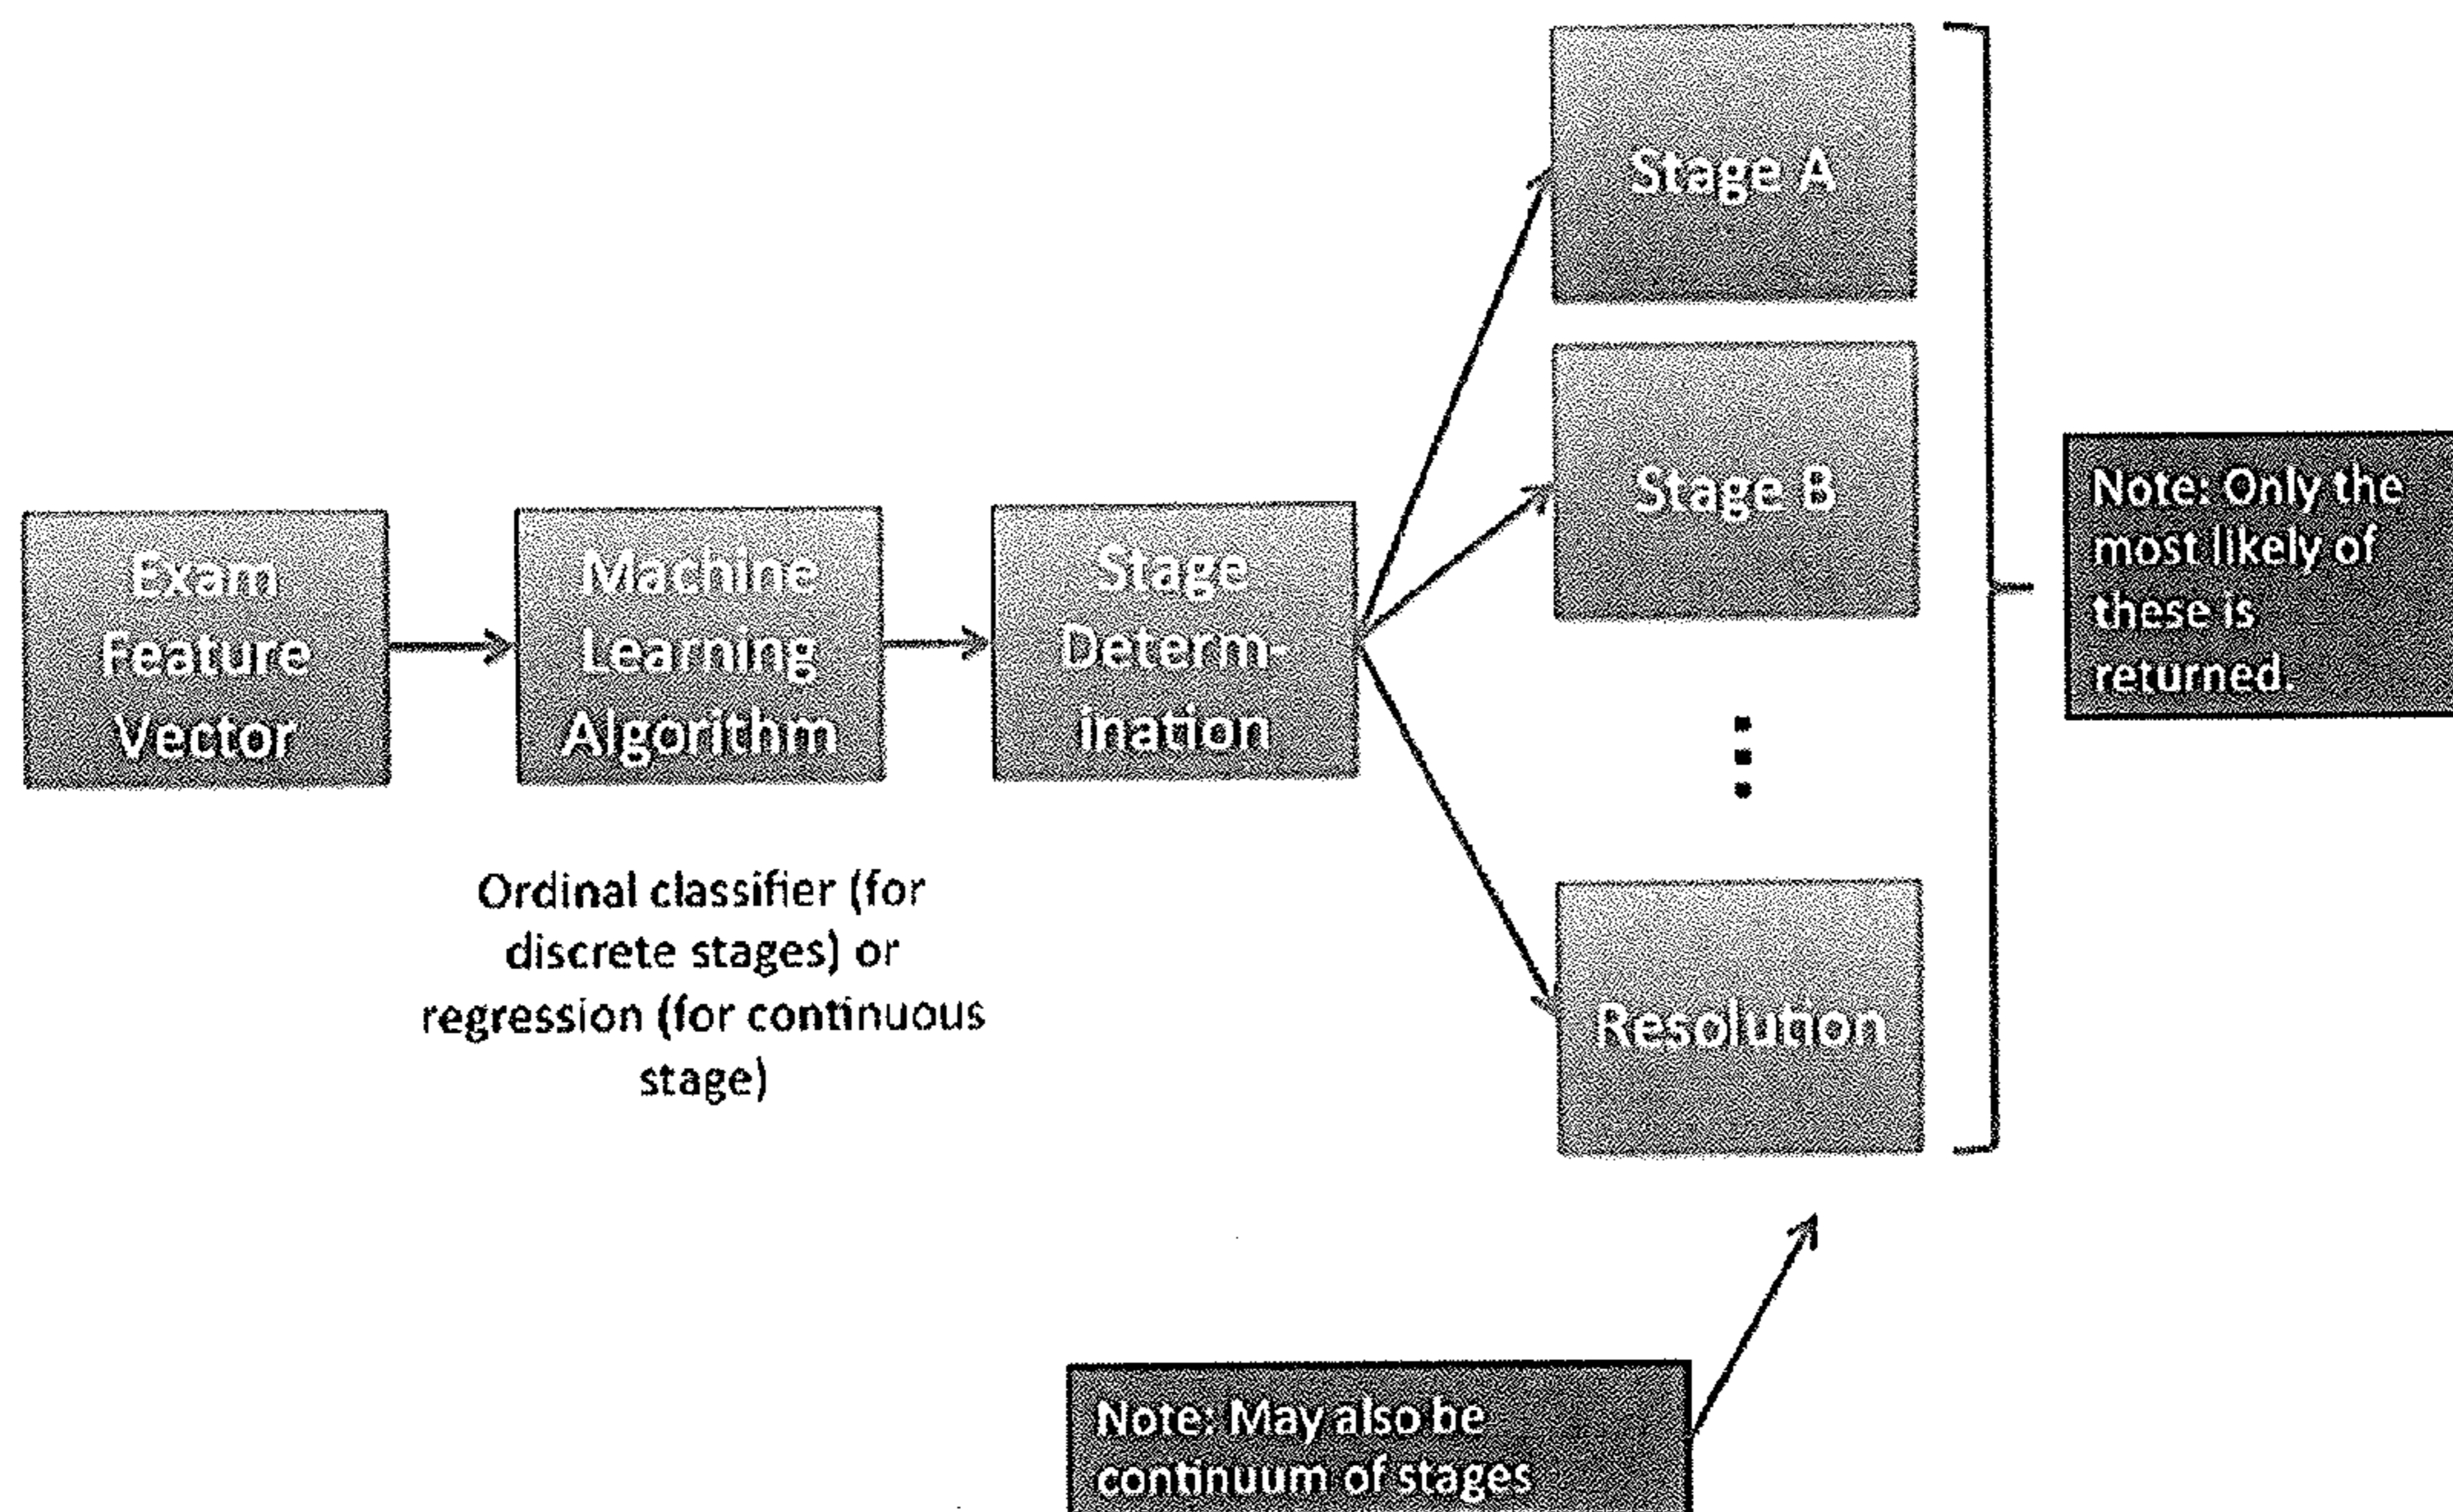 Exam
Feature
Vector
Machine
Learning
Algorithm
Ordinal classifier (for
discrete stages) or
regression (for continuous
stage)
Stage
Determ-
ination
Stage A
Stage B
Resolution
Note: Only the
most likely of
these is
returned.
Note: May also be
continuum of stages